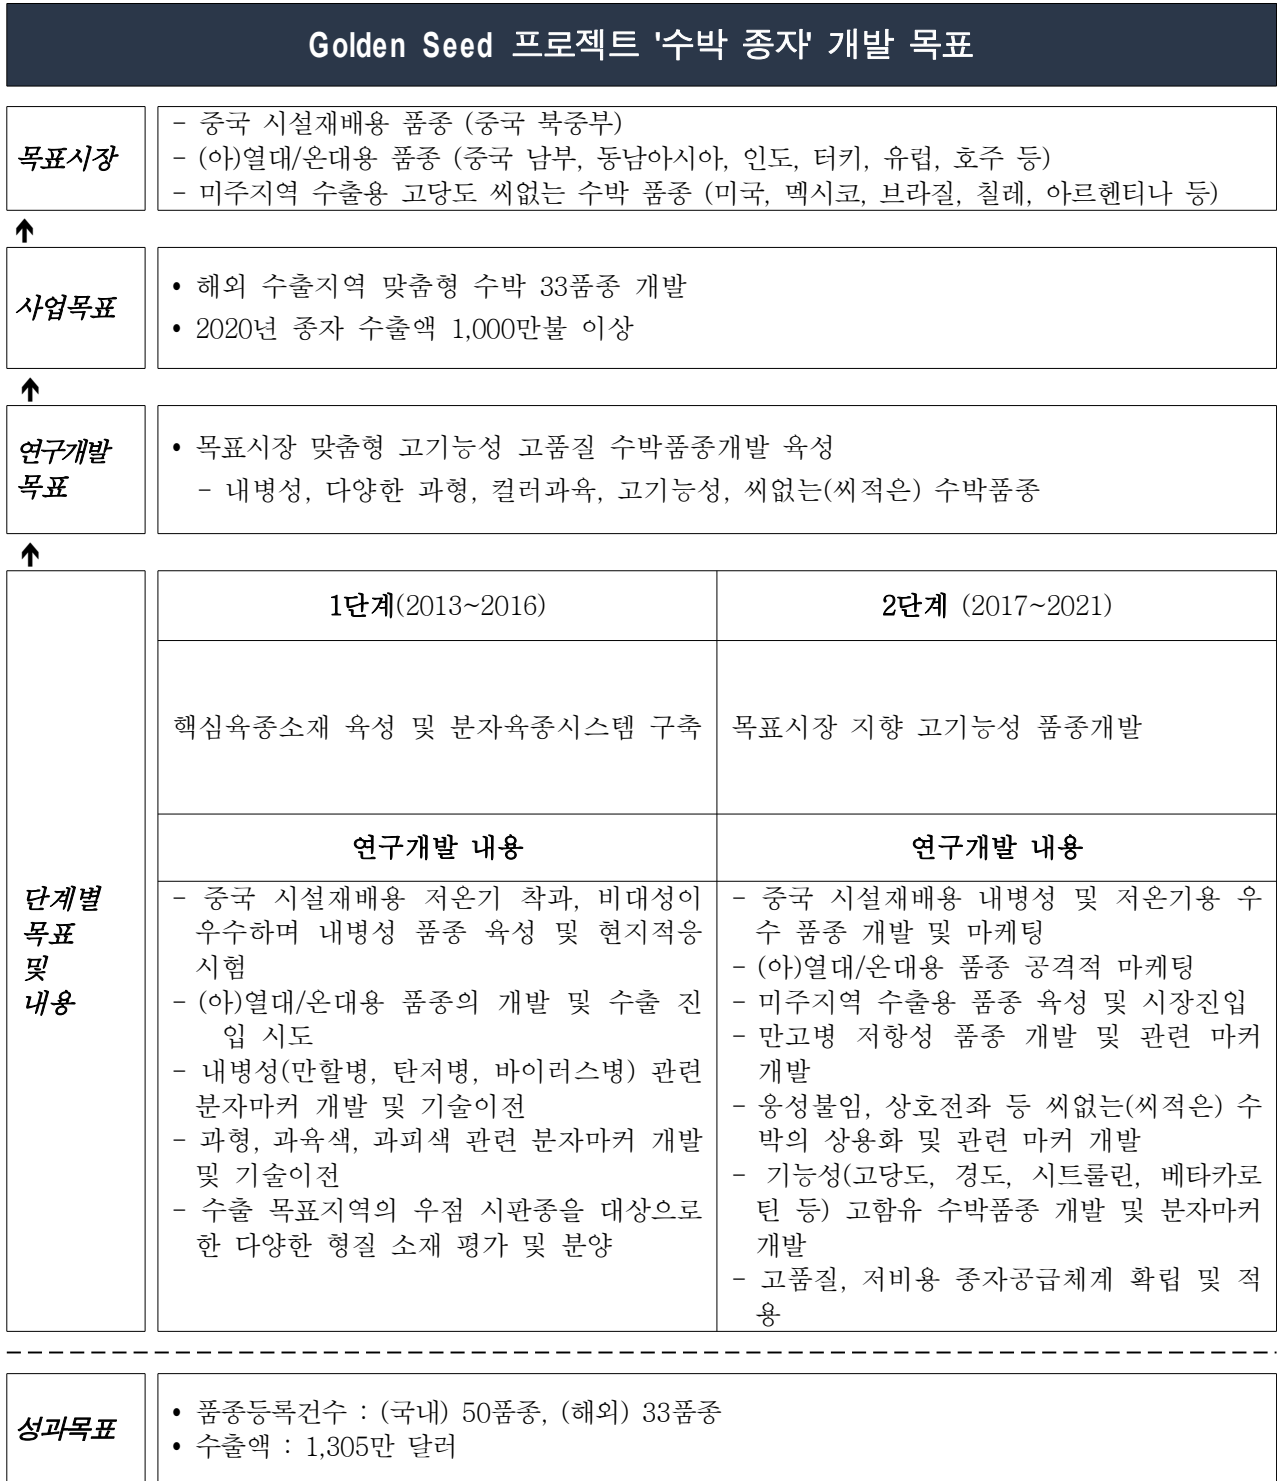 Golden Seed 프로젝트 '수박 종자' 개발 목표
목표시장
- 중국 시설재배용 품종 (중국 북중부)
- (아)열대/온대용 품종 (중국 남부, 동남아시아, 인도, 터키, 유럽, 호주 등)
- 미주지역 수출용 고당도 씨없는 수박 품종 (미국, 멕시코, 브라질, 칠레, 아르헨티나 등)
↑
사업목표
• 해외 수출지역 맞춤형 수박 33품종 개발
• 2020년 종자 수출액 1,000만불 이상
↑
연구개발
목표
• 목표시장 맞춤형 고기능성 고품질 수박품종개발 육성
- 내병성, 다양한 과형, 컬러과육, 고기능성, 씨없는(씨적은) 수박품종
↑
단계별
목표
및
내용
1단계(2013~2016)
핵심육종소재 육성 및 분자육종시스템 구축
연구개발 내용
- 중국 시설재배용 저온기 착과, 비대성이
우수하며 내병성 품종 육성 및 현지적응
시험
- (아)열대/온대용 품종의 개발 및 수출 진
입 시도
- 내병성(만할병, 탄저병, 바이러스병) 관련
분자마커 개발 및 기술이전
- 과형, 과육색, 과피색 관련 분자마커 개발
및 기술이전
- 수출 목표지역의 우점 시판종을 대상으로
한 다양한 형질 소재 평가 및 분양
2단계 (2017~2021)
목표시장 지향 고기능성 품종개발
연구개발 내용
- 중국 시설재배용 내병성 및 저온기용 우
수 품종 개발 및 마케팅
- (아)열대/온대용 품종 공격적 마케팅
- 미주지역 수출용 품종 육성 및 시장진입
- 만고병 저항성 품종 개발 및 관련 마커
개발
- 웅성불임, 상호전좌 등 씨없는(씨적은) 수
박의 상용화 및 관련 마커 개발
- 기능성(고당도, 경도, 시트룰린, 베타카로
틴 등) 고함유 수박품종 개발 및 분자마커
개발
- 고품질, 저비용 종자공급체계 확립 및 적
용
성과목표
• 품종등록건수 : (국내) 50품종, (해외) 33품종
• 수출액 : 1,305만 달러